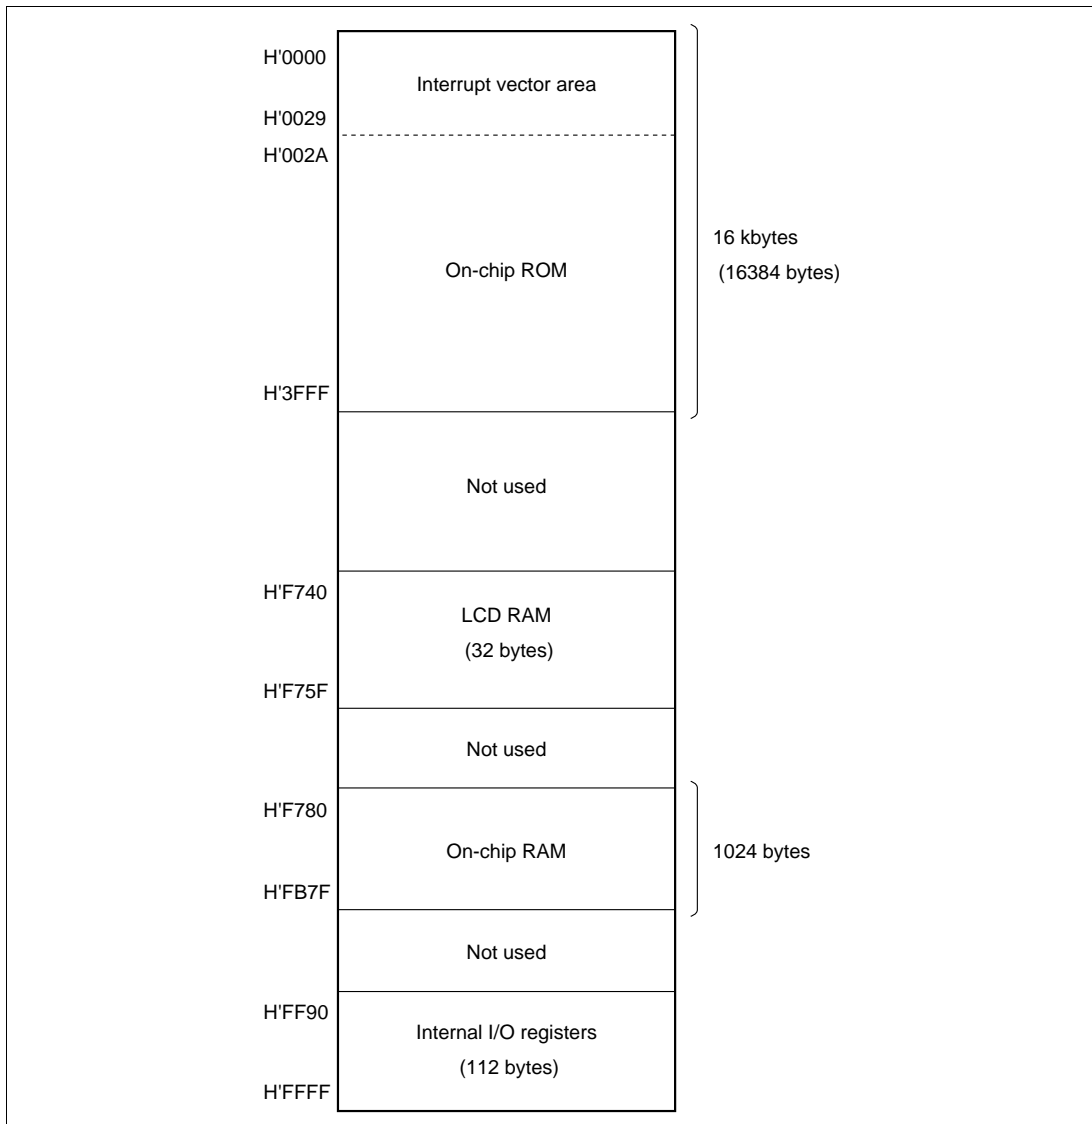 H'0000
Interrupt vector area
H'0029
H'002A
16 kbytes
(16384 bytes)
On-chip ROM
H'3FFF
Not used
H'F740
LCD RAM
(32 bytes)
H'F75F
Not used
H'F780
On-chip RAM
1024 bytes
H'FB7F
Not used
H'FF90
Internal I/O registers
(112 bytes)
H'FFFF